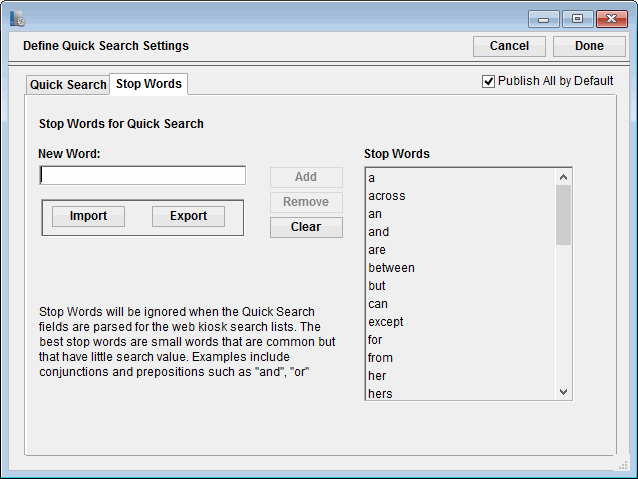 Define Quick Search Settings
Cancel
Done
Quick Search
Stop Words
Publish All by Default
Stop Words for Quick Search
New Word:
Stop Words
Add
Remove
Clear
Import
Export
a
across
an
and
are
between
but
can
except
for
from
her
hers
Stop Words will be ignored when the Quick Search
fields are parsed for the web kiosk search lists. The
best stop words are small words that are common but
that have little search value. Examples include
conjunctions and prepositions such as "and", "or"